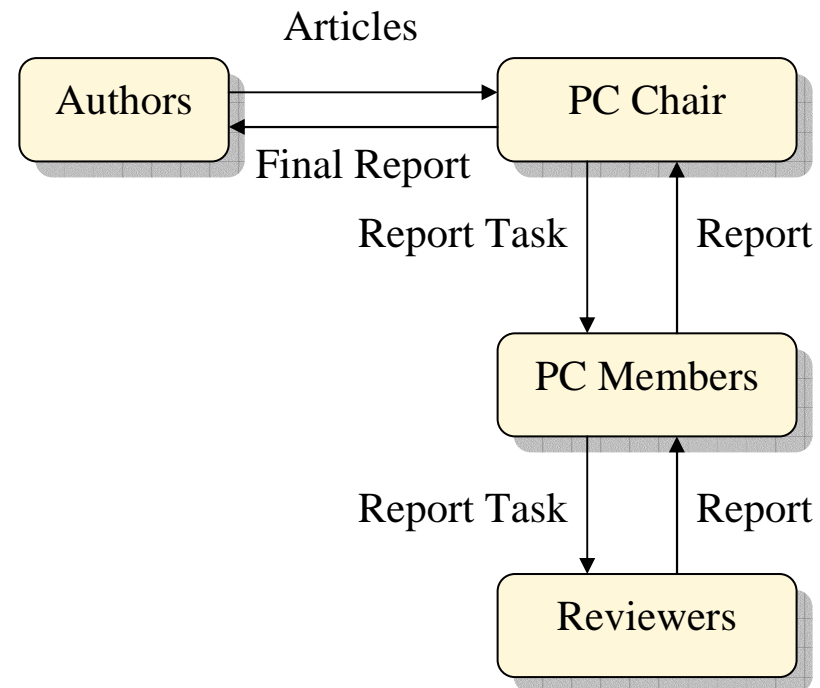 Articles
Authors
PC Chair
Final Report
Report Task
Report
PC Members
Report Task
Report
Reviewers